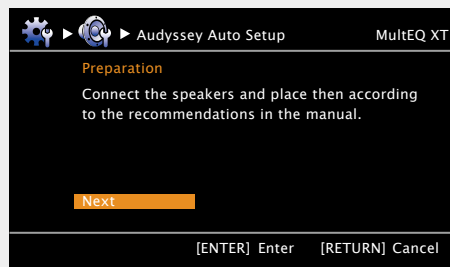 Audyssey Auto Setup MultEQ XT
Preparation
Connect the speakers and place then according
to the recommendations in the manual.
Next
[ENTER] Enter [RETURN] Cancel